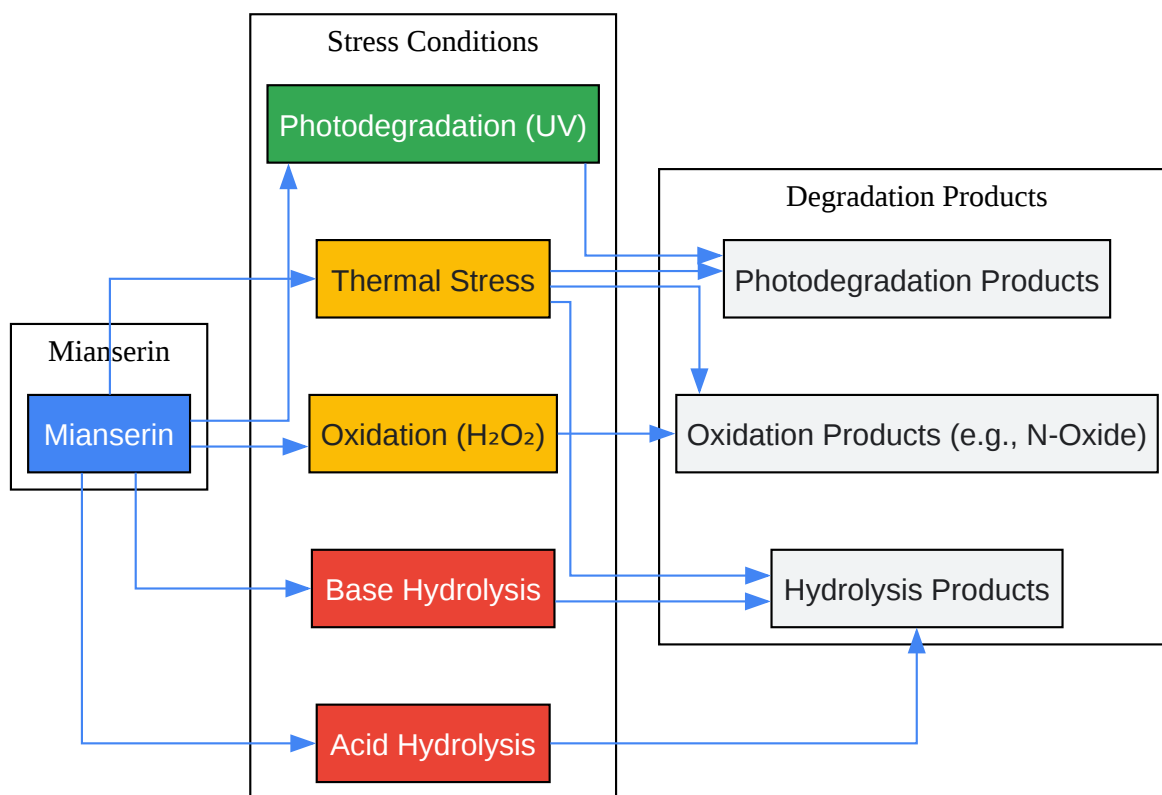 Stress Conditions
Photodegradation (UV)
Degradation Products
Thermal Stress
Photodegradation Products
Mianserin
Mianserin
Oxidation (H₂O₂)
Oxidation Products (e.g., N-Oxide)
Base Hydrolysis
Hydrolysis Products
Acid Hydrolysis